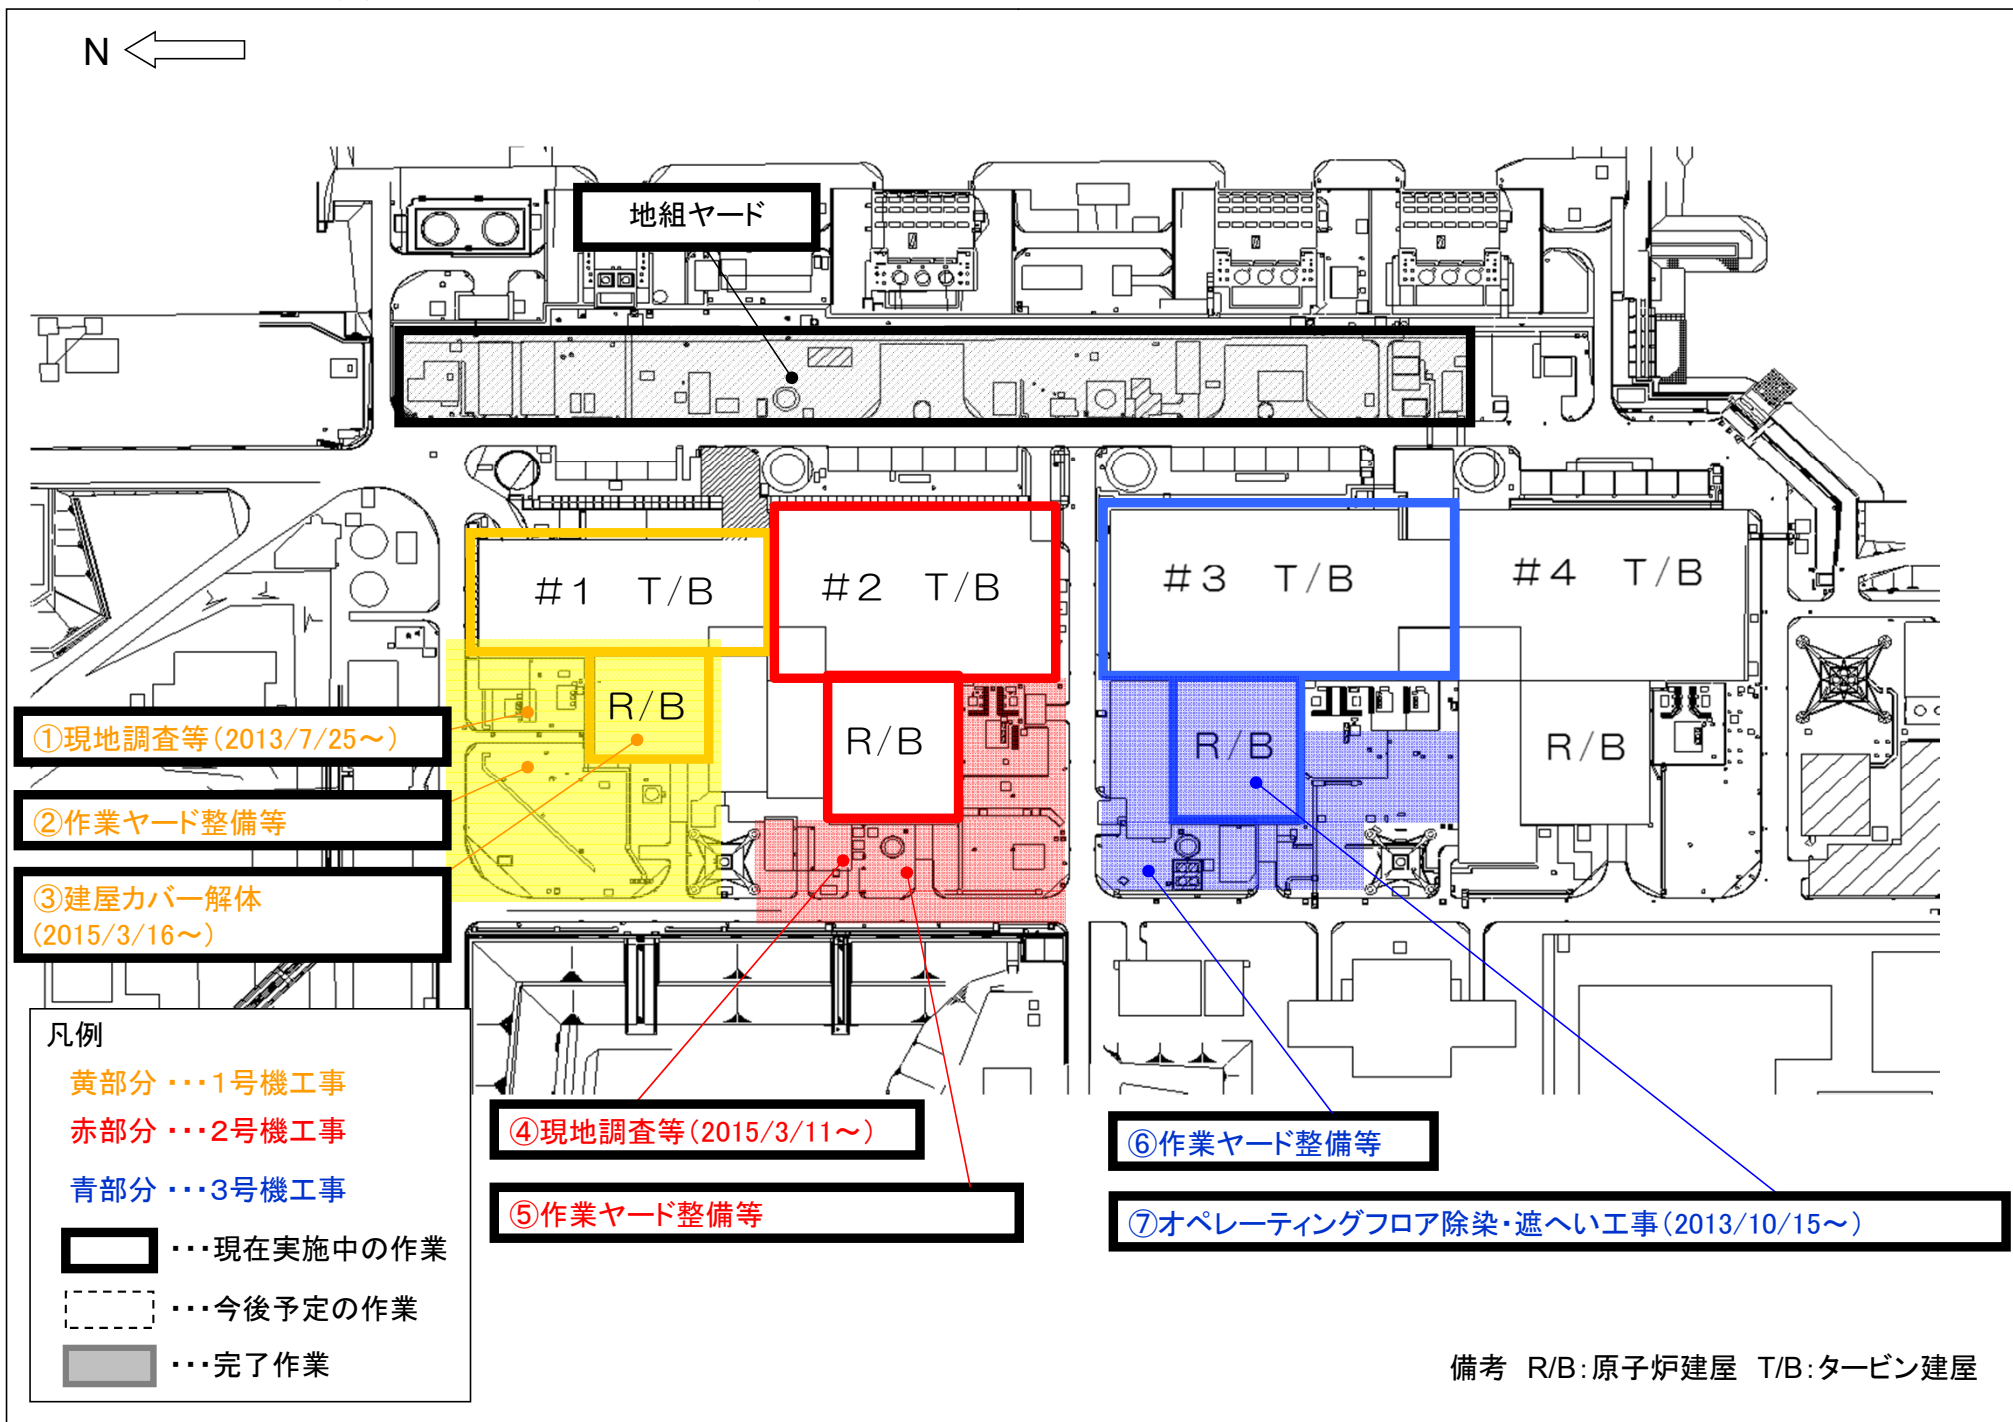 N
地組ヤード
#1 T/B
#2 T/B
#3 T/B
#4 T/B
R/B
R/B
R/B
R/B
①現地調査等(2013/7/25～)
②作業ヤード整備等
③建屋カバー解体
(2015/3/16～)
④現地調査等(2015/3/11～)
⑤作業ヤード整備等
⑥作業ヤード整備等
⑦オペレーティングフロア除染・遮へい工事(2013/10/15～)
凡例
黄部分 ・・・1号機工事
赤部分 ・・・2号機工事
青部分 ・・・3号機工事
・・・現在実施中の作業
・・・今後予定の作業
・・・完了作業
備考 R/B:原子炉建屋 T/B:タービン建屋